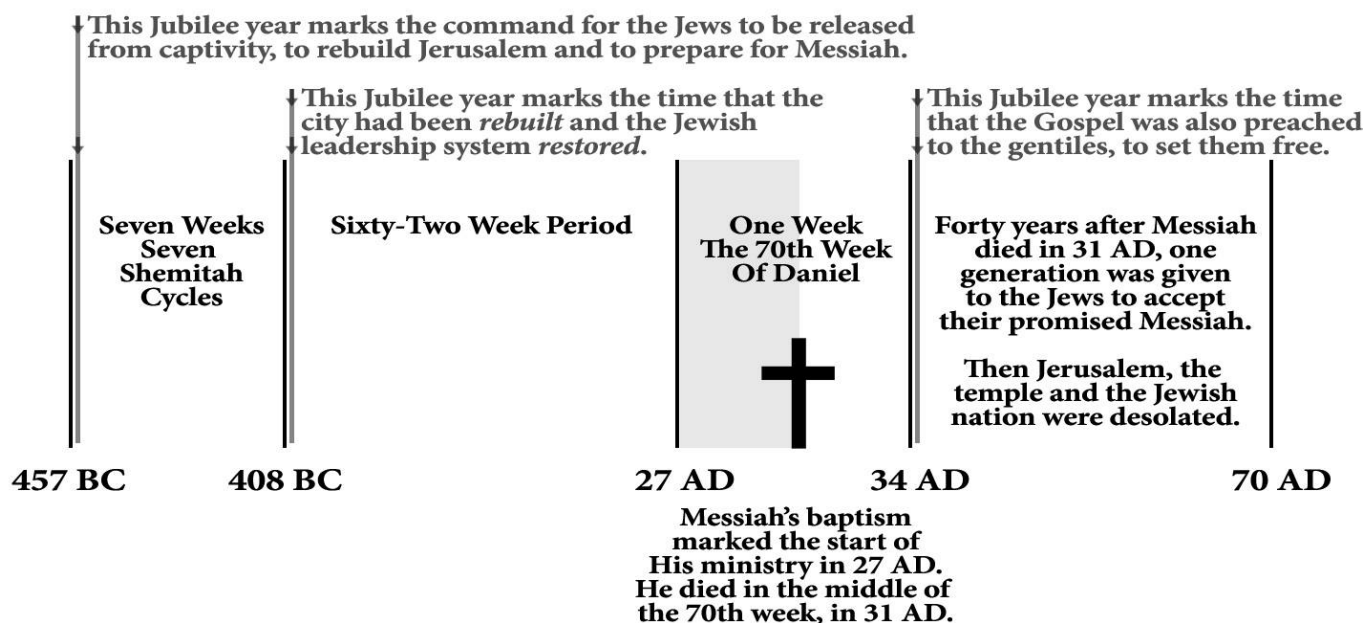 This Jubilee year marks the command for the Jews to be released
from captivity, to rebuild Jerusalem and to prepare for Messiah.
This Jubilee year marks the time that the
city had been rebuilt and the Jewish
leadership system restored.
This Jubilee year marks the time
that the Gospel was also preached
to the gentiles, to set them free.
Seven Weeks
Seven
Shemitah
Cycles
Sixty-Two Week Period
One Week
The 70th Week
Of Daniel
Forty years after Messiah
died in 31 AD, one
generation was given
to the Jews to accept
their promised Messiah.
Then Jerusalem, the
temple and the Jewish
nation were desolated.
457 BC
408 BC
27 AD
34 AD
70 AD
Messiah’s baptism
marked the start of
His ministry in 27 AD.
He died in the middle of
the 70th week, in 31 AD.